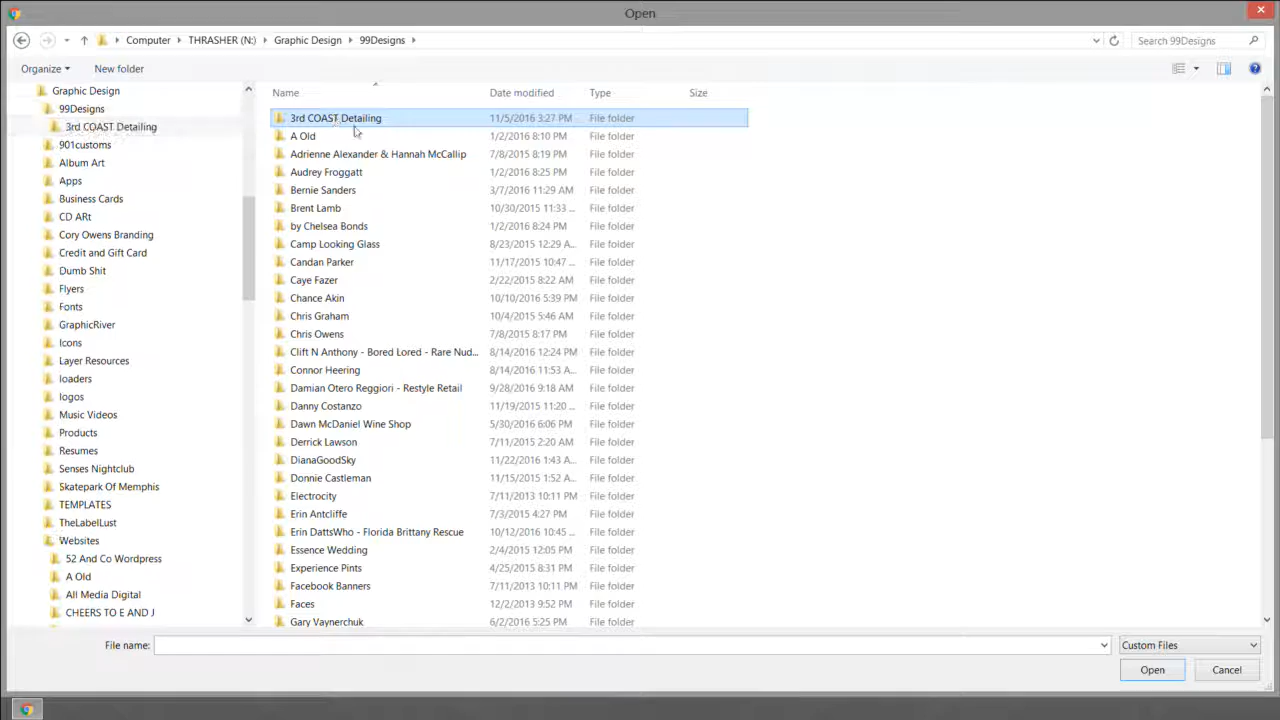 Open
Computer THRASHER (N:) Graphic Design 99Designs Search 99Designs
Organize New folder
Graphic Design
99Designs
3rd COAST Detailing
901customs
Album Art
Apps
Business Cards
CD ARt
Cory Owens Branding
Credit and Gift Card
Dumb Shit
Flyers
Fonts
GraphicRiver
Icons
Layer Resources
loaders
logos
Music Videos
Products
Resumes
Senses Nightclub
Skatepark Of Memphis
TEMPLATES
TheLabelLust
Websites
52 And Co Wordpress
A Old
All Media Digital
CHEERS TO E AND J
Name Date modified Type Size
3rd COAST Detailing 11/5/2016 3:27 PM File folder
A Old 1/2/2016 8:10 PM File folder
Adrienne Alexander & Hannah McCallip 7/8/2015 8:19 PM File folder
Audrey Froggatt 1/2/2016 8:25 PM File folder
Bernie Sanders 3/7/2016 11:29 AM File folder
Brent Lamb 10/30/2015 11:33 ... File folder
by Chelsea Bonds 1/2/2016 8:24 PM File folder
Camp Looking Glass 8/23/2015 12:29 A... File folder
Candan Parker 11/17/2015 10:47 ... File folder
Caye Fazer 2/22/2015 8:22 AM File folder
Chance Akin 10/10/2016 5:39 PM File folder
Chris Graham 10/4/2015 5:46 AM File folder
Chris Owens 7/8/2015 8:17 PM File folder
Clift N Anthony - Bored Lored - Rare Nud... 8/14/2016 12:24 PM File folder
Connor Heering 8/14/2016 11:53 A... File folder
Damian Otero Reggiori - Restyle Retail 9/28/2016 9:18 AM File folder
Danny Costanzo 11/19/2015 11:20 ... File folder
Dawn McDaniel Wine Shop 5/30/2016 6:06 PM File folder
Derrick Lawson 7/11/2015 2:20 AM File folder
DianaGoodSky 11/22/2016 1:43 A... File folder
Donnie Castleman 11/15/2015 1:52 A... File folder
Electrocity 7/11/2013 10:11 PM File folder
Erin Antcliffe 7/3/2015 4:27 PM File folder
Erin DattsWho - Florida Brittany Rescue 10/12/2016 10:45 ... File folder
Essence Wedding 2/4/2015 12:05 PM File folder
Experience Pints 4/25/2015 8:31 PM File folder
Facebook Banners 7/11/2013 10:11 PM File folder
Faces 12/2/2013 9:52 PM File folder
Gary Vaynerchuk 6/2/2016 5:25 PM File folder
File name: Custom Files
Open Cancel